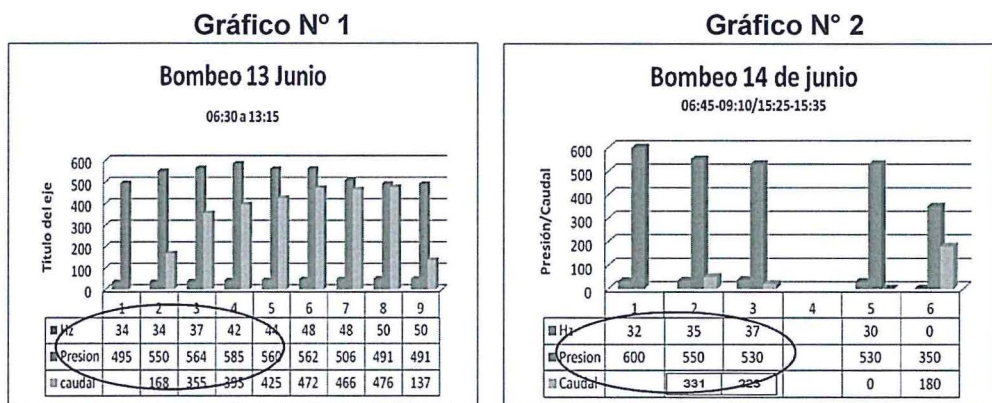 Gráfico Nº 1
Bombeo 13 Junio
06:30 a 13:15
Titulo del eje
600
500
400
300
200
100
0
1 2 3 4 5 6 7 8 9
Hz 34 34 37 42 44 48 48 50 50
Presion 495 550 564 585 560 562 506 491 491
caudal 168 355 393 425 472 466 476 137
Gráfico N° 2
Bombeo 14 de junio
06:45-09:10/15:25-15:35
Presión/Caudal
600
500
400
300
200
100
0
1 2 3 4 5 6
Hz 32 35 37 30 0
Presion 600 550 530 530 350
Caudal 331 223 0 180